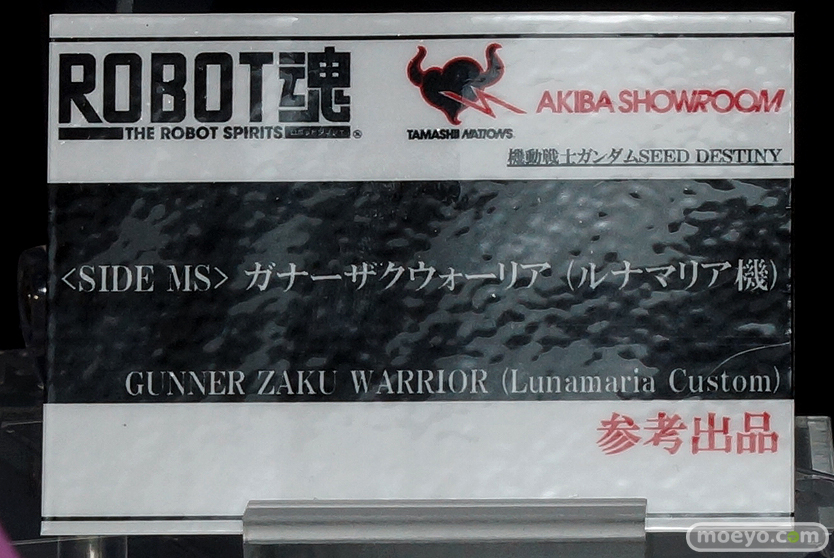 ROBOT魂
THE ROBOT SPIRITS
®
TAMASHII NATIONS
AKIBA SHOWROOM
機動戦士ガンダムSEED DESTINY
<SIDE MS> ガナーザクウォーリア (ルナマリア機)
GUNNER ZAKU WARRIOR (Lunamaria Custom)
参考出品
moeyo.com